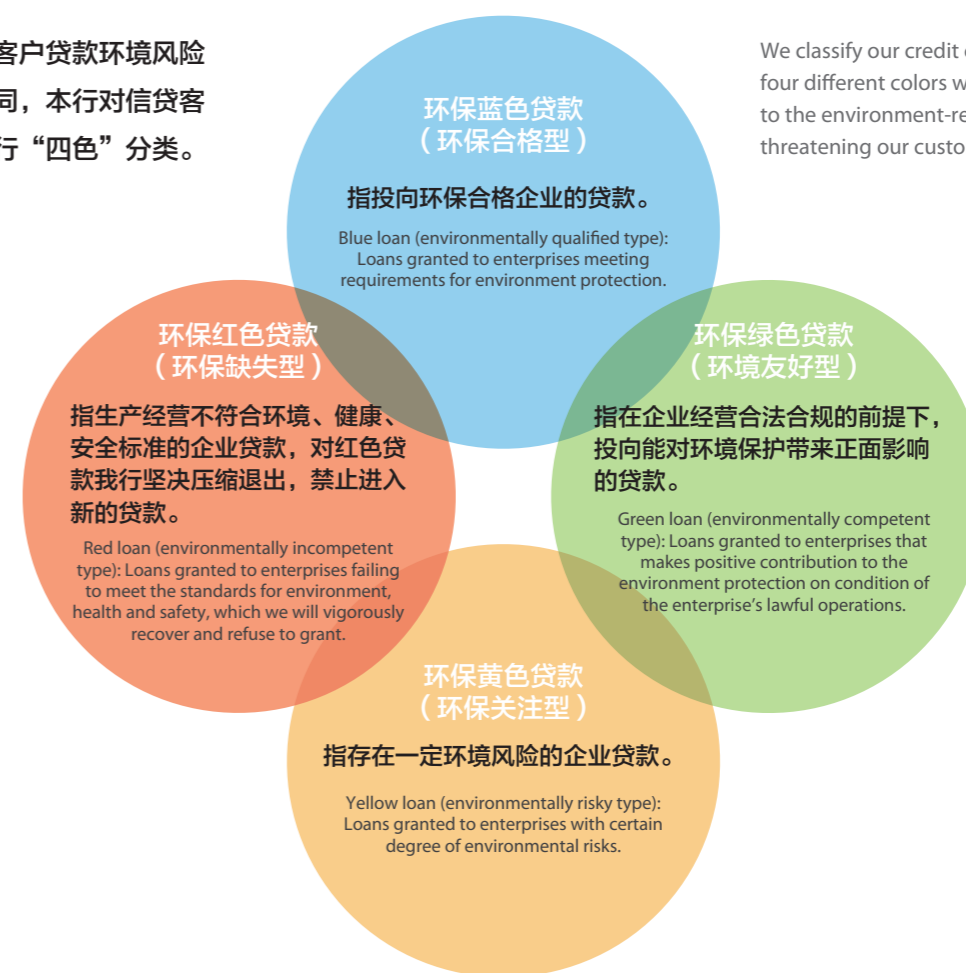 客户贷款环境风险
同，本行对信贷客
行“四色”分类。
We classify our credit
four different colors w
to the environment-re
threatening our custo
环保蓝色贷款
（环保合格型）
指投向环保合格企业的贷款。
Blue loan (environmentally qualified type):
Loans granted to enterprises meeting
requirements for environment protection.
环保红色贷款
（环保缺失型）
指生产经营不符合环境、健康、
安全标准的企业贷款，对红色贷
款我行坚决压缩退出，禁止进入
新的贷款。
Red loan (environmentally incompetent
type): Loans granted to enterprises failing
to meet the standards for environment,
health and safety, which we will vigorously
recover and refuse to grant.
环保绿色贷款
（环境友好型）
指在企业经营合法合规的前提下，
投向能对环境保护带来正面影响
的贷款。
Green loan (environmentally competent
type): Loans granted to enterprises that
makes positive contribution to the
environment protection on condition of
the enterprise’s lawful operations.
环保黄色贷款
（环保关注型）
指存在一定环境风险的企业贷款。
Yellow loan (environmentally risky type):
Loans granted to enterprises with certain
degree of environmental risks.